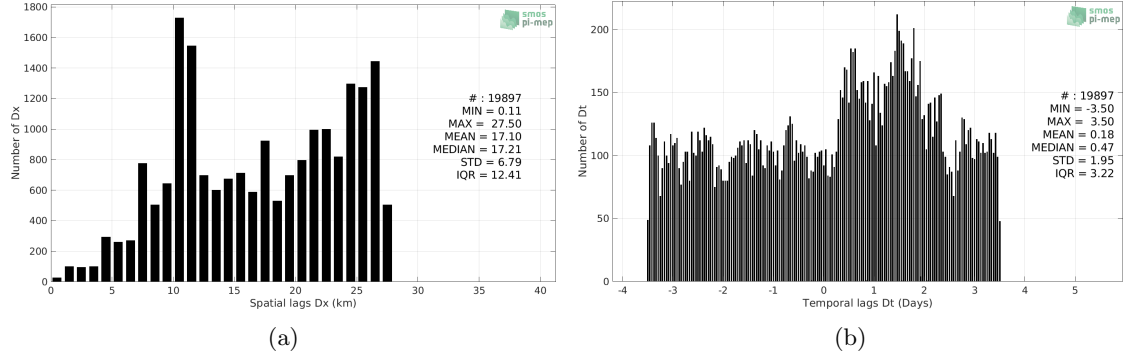 1800
1600
1400
1200
1000
800
600
400
200
0
Number of Dx
smos
pi-mep
# : 19897
MIN = 0.11
MAX = 27.50
MEAN = 17.10
MEDIAN = 17.21
STD = 6.79
IQR = 12.41
0 5 10 15 20 25 30 35 40
Spatial lags Dx (km)
(a)
200
150
100
50
0
Number of Dt
smos
pi-mep
# : 19897
MIN = -3.50
MAX = 3.50
MEAN = 0.18
MEDIAN = 0.47
STD = 1.95
IQR = 3.22
-4 -3 -2 -1 0 1 2 3 4 5
Temporal lags Dt (Days)
(b)